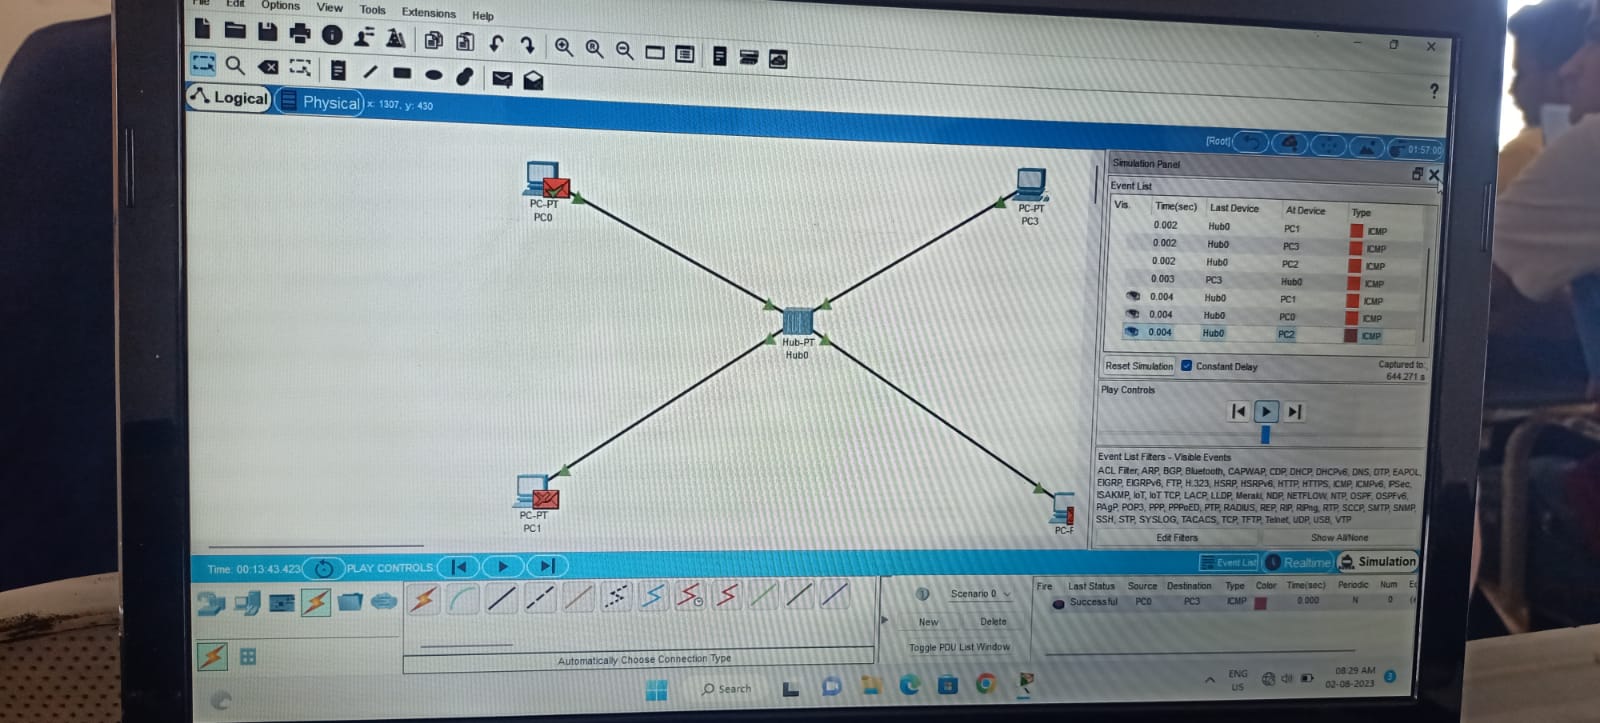 File Edit Options View Tools Extensions Help
Logical Physical x: 1307, y: 430
[Root] 01:57:00
?
PC-PT
PC0
PC-PT
PC3
Hub-PT
Hub0
PC-PT
PC1
PC-F
Simulation Panel
Event List
Vis. Time(sec) Last Device At Device Type
0.002 Hub0 PC1 ICMP
0.002 Hub0 PC3 ICMP
0.002 Hub0 PC2 ICMP
0.003 PC3 Hub0 ICMP
0.004 Hub0 PC1 ICMP
0.004 Hub0 PC0 ICMP
0.004 Hub0 PC2 ICMP
Reset Simulation Constant Delay Captured to:
644.271 s
Play Controls
Event List Filters - Visible Events
ACL Filter, ARP, BGP, Bluetooth, CAPWAP, CDP, DHCP, DHCPv6, DNS, DTP, EAPOL,
EIGRP, EIGRPv6, FTP, H.323, HSRP, HSRPv6, HTTP, HTTPS, ICMP, ICMPv6, IPSec,
ISAKMP, IoT, IoT TCP, LACP, LLDP, Meraki, NDP, NETFLOW, NTP, OSPF, OSPFv6,
PAgP, POP3, PPP, PPPoED, PTP, RADIUS, REP, RIP, RIPng, RTP, SCCP, SMTP, SNMP,
SSH, STP, SYSLOG, TACACS, TCP, TFTP, Telnet, UDP, USB, VTP
Edit Filters Show All/None
Time: 00:13:43.423 PLAY CONTROLS:
Event List Realtime Simulation
Automatically Choose Connection Type
Scenario 0
New Delete
Toggle PDU List Window
Fire Last Status Source Destination Type Color Time(sec) Periodic Num
Successful PC0 PC3 ICMP 0.000 N 0
Search
ENG
US
08:29 AM
02-08-2023
3